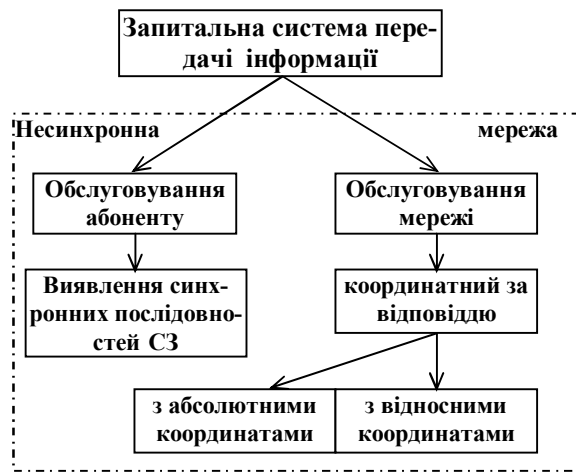 Запитальна система пере-
дачі інформації
Несинхронна мережа
Обслуговування
абоненту
Обслуговування
мережі
Виявлення синх-
ронних послідовно-
стей СЗ
координатний за
відповіддю
з абсолютними
координатами
з відносними
координатами